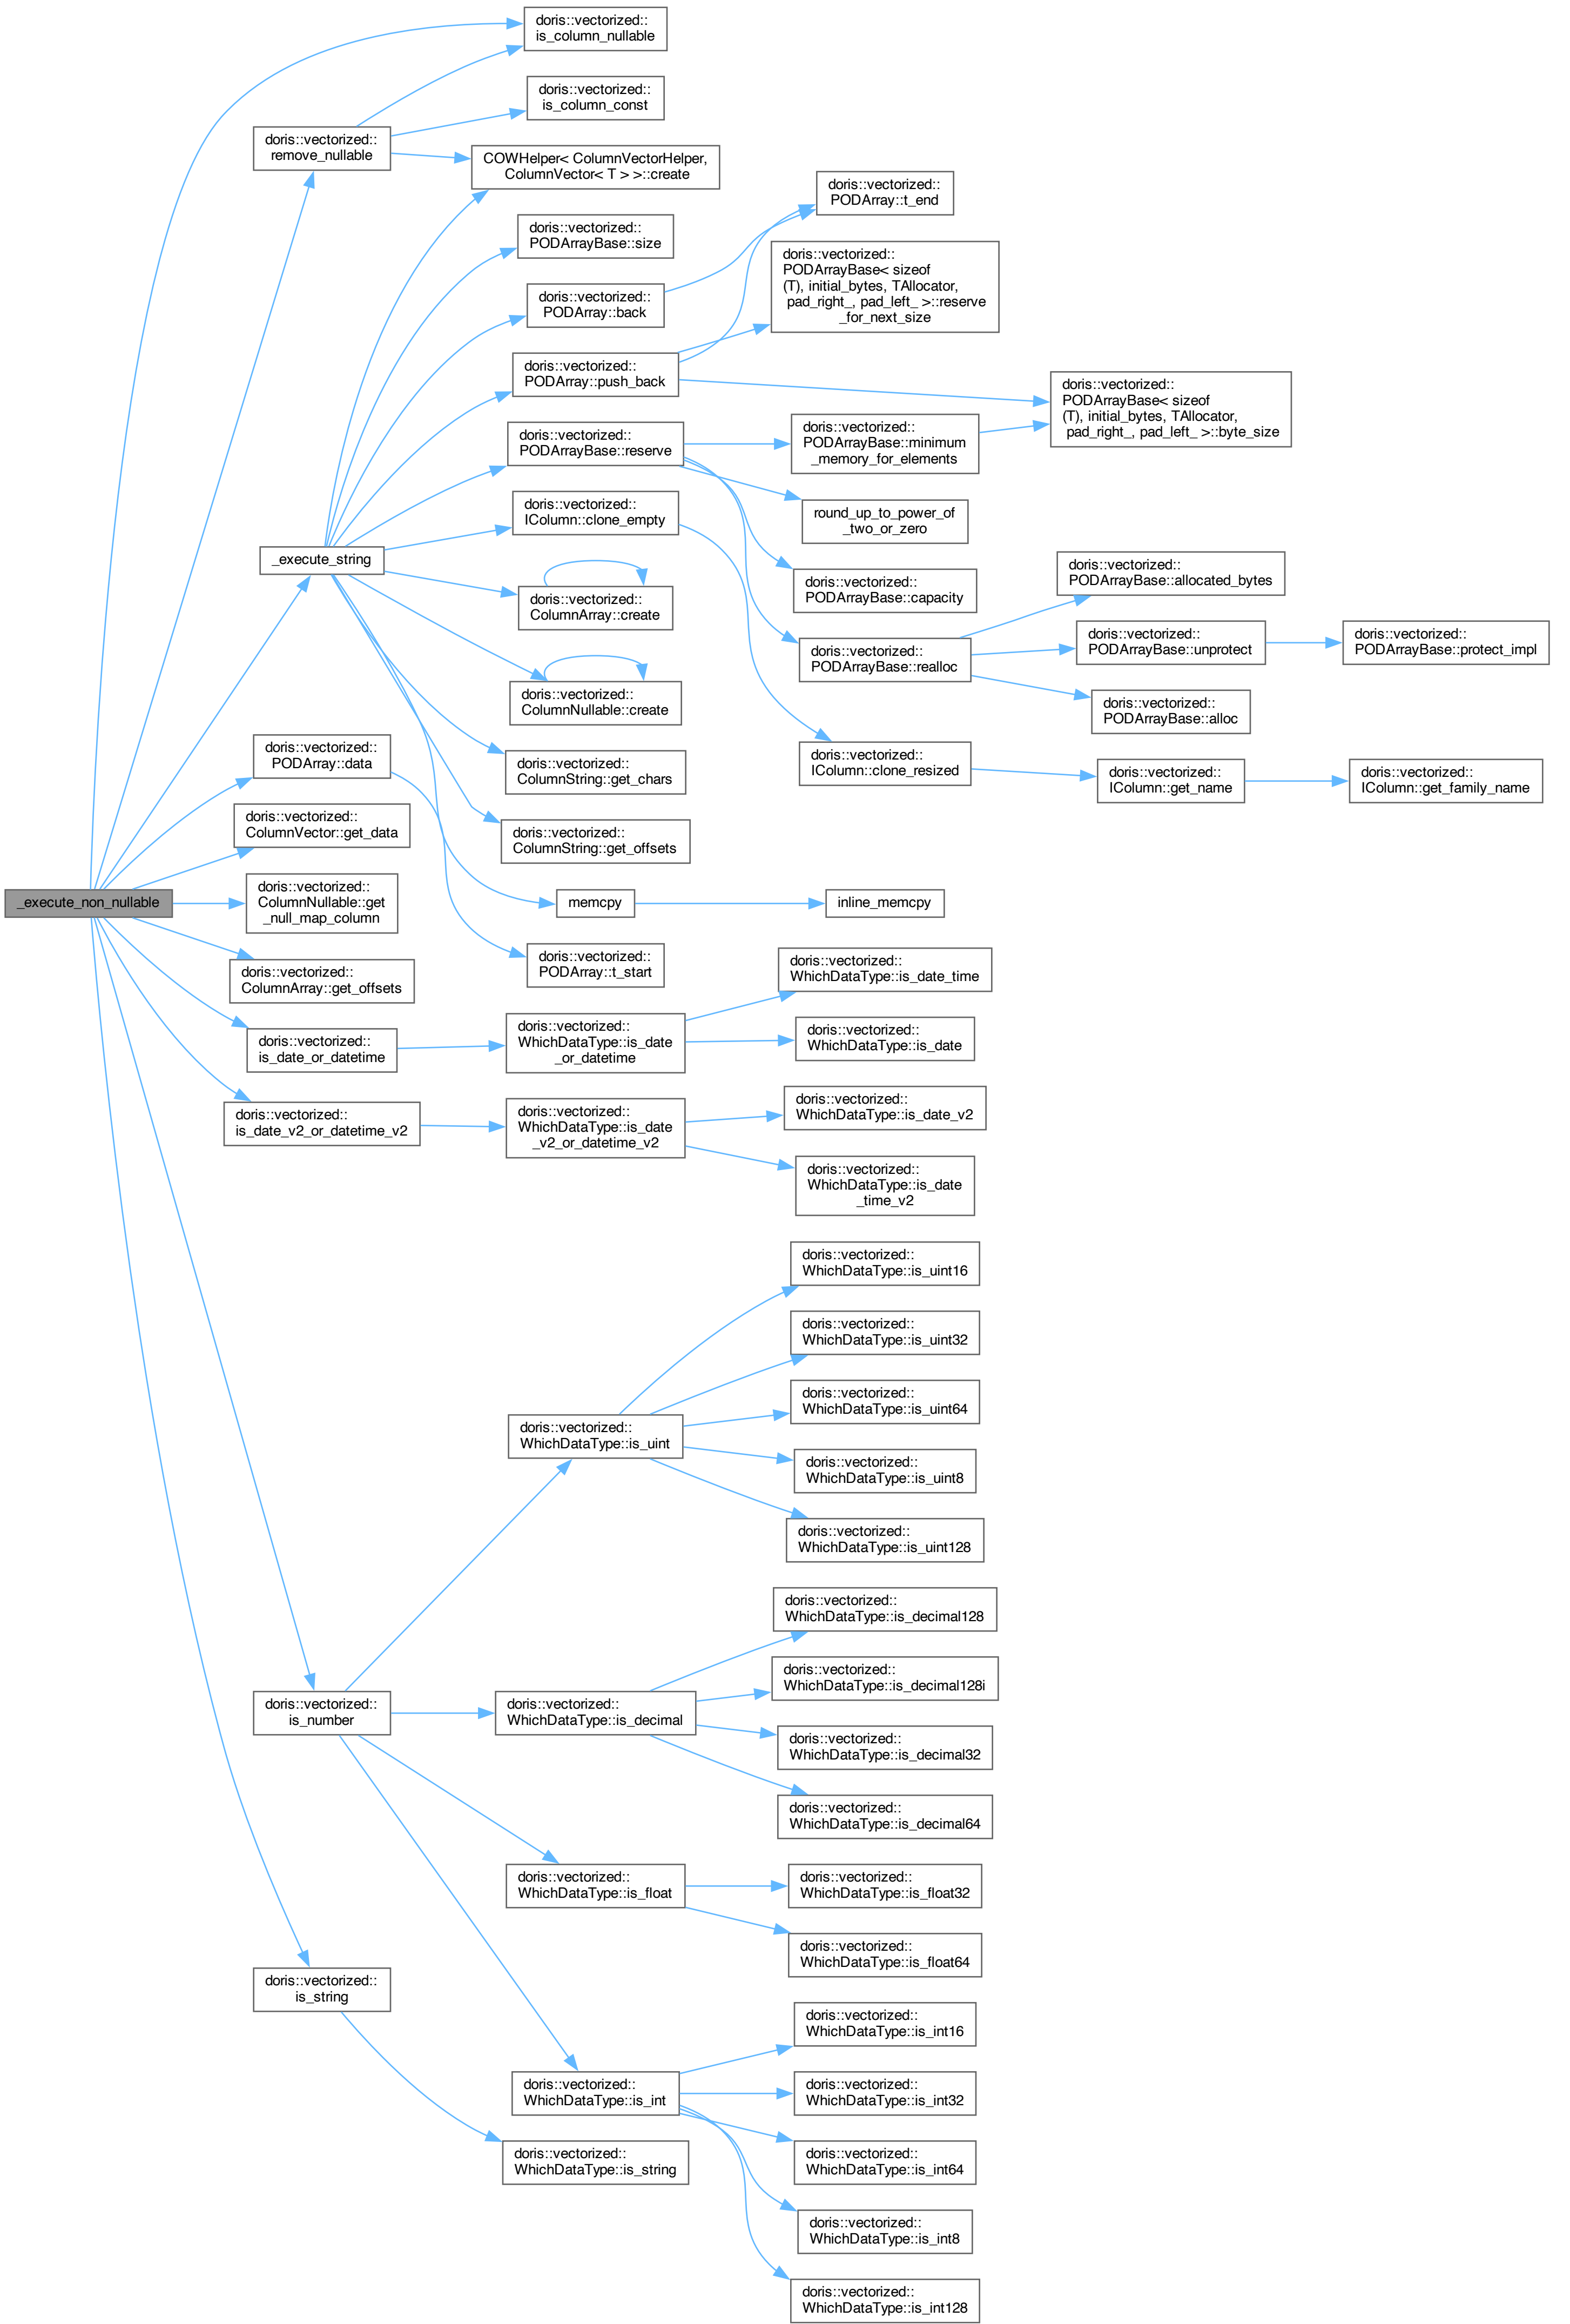 doris::vectorized::
is_column_nullable
doris::vectorized::
is_column_const
doris::vectorized::
remove_nullable
COWHelper< ColumnVectorHelper,
ColumnVector< T > >::create
doris::vectorized::
PODArray::t_end
doris::vectorized::
PODArrayBase::size
doris::vectorized::
PODArrayBase< sizeof
(T), initial_bytes, TAllocator,
pad_right_, pad_left_ >::reserve
_for_next_size
doris::vectorized::
PODArray::back
doris::vectorized::
PODArray::push_back
doris::vectorized::
PODArrayBase< sizeof
(T), initial_bytes, TAllocator,
pad_right_, pad_left_ >::byte_size
doris::vectorized::
PODArrayBase::reserve
doris::vectorized::
PODArrayBase::minimum
_memory_for_elements
doris::vectorized::
IColumn::clone_empty
round_up_to_power_of
_two_or_zero
_execute_string
doris::vectorized::
PODArrayBase::capacity
doris::vectorized::
PODArrayBase::allocated_bytes
doris::vectorized::
ColumnArray::create
doris::vectorized::
PODArrayBase::realloc
doris::vectorized::
PODArrayBase::unprotect
doris::vectorized::
PODArrayBase::protect_impl
doris::vectorized::
ColumnNullable::create
doris::vectorized::
PODArrayBase::alloc
doris::vectorized::
PODArray::data
doris::vectorized::
ColumnString::get_chars
doris::vectorized::
IColumn::clone_resized
doris::vectorized::
IColumn::get_name
doris::vectorized::
IColumn::get_family_name
doris::vectorized::
ColumnVector::get_data
doris::vectorized::
ColumnString::get_offsets
_execute_non_nullable
doris::vectorized::
ColumnNullable::get
_null_map_column
memcpy
inline_memcpy
doris::vectorized::
ColumnArray::get_offsets
doris::vectorized::
PODArray::t_start
doris::vectorized::
WhichDataType::is_date_time
doris::vectorized::
is_date_or_datetime
doris::vectorized::
WhichDataType::is_date
_or_datetime
doris::vectorized::
WhichDataType::is_date
doris::vectorized::
is_date_v2_or_datetime_v2
doris::vectorized::
WhichDataType::is_date
_v2_or_datetime_v2
doris::vectorized::
WhichDataType::is_date_v2
doris::vectorized::
WhichDataType::is_date
_time_v2
doris::vectorized::
WhichDataType::is_uint16
doris::vectorized::
WhichDataType::is_uint32
doris::vectorized::
WhichDataType::is_uint64
doris::vectorized::
WhichDataType::is_uint
doris::vectorized::
WhichDataType::is_uint8
doris::vectorized::
WhichDataType::is_uint128
doris::vectorized::
WhichDataType::is_decimal128
doris::vectorized::
WhichDataType::is_decimal128i
doris::vectorized::
is_number
doris::vectorized::
WhichDataType::is_decimal
doris::vectorized::
WhichDataType::is_decimal32
doris::vectorized::
WhichDataType::is_decimal64
doris::vectorized::
WhichDataType::is_float
doris::vectorized::
WhichDataType::is_float32
doris::vectorized::
WhichDataType::is_float64
doris::vectorized::
is_string
doris::vectorized::
WhichDataType::is_int16
doris::vectorized::
WhichDataType::is_int
doris::vectorized::
WhichDataType::is_int32
doris::vectorized::
WhichDataType::is_string
doris::vectorized::
WhichDataType::is_int64
doris::vectorized::
WhichDataType::is_int8
doris::vectorized::
WhichDataType::is_int128